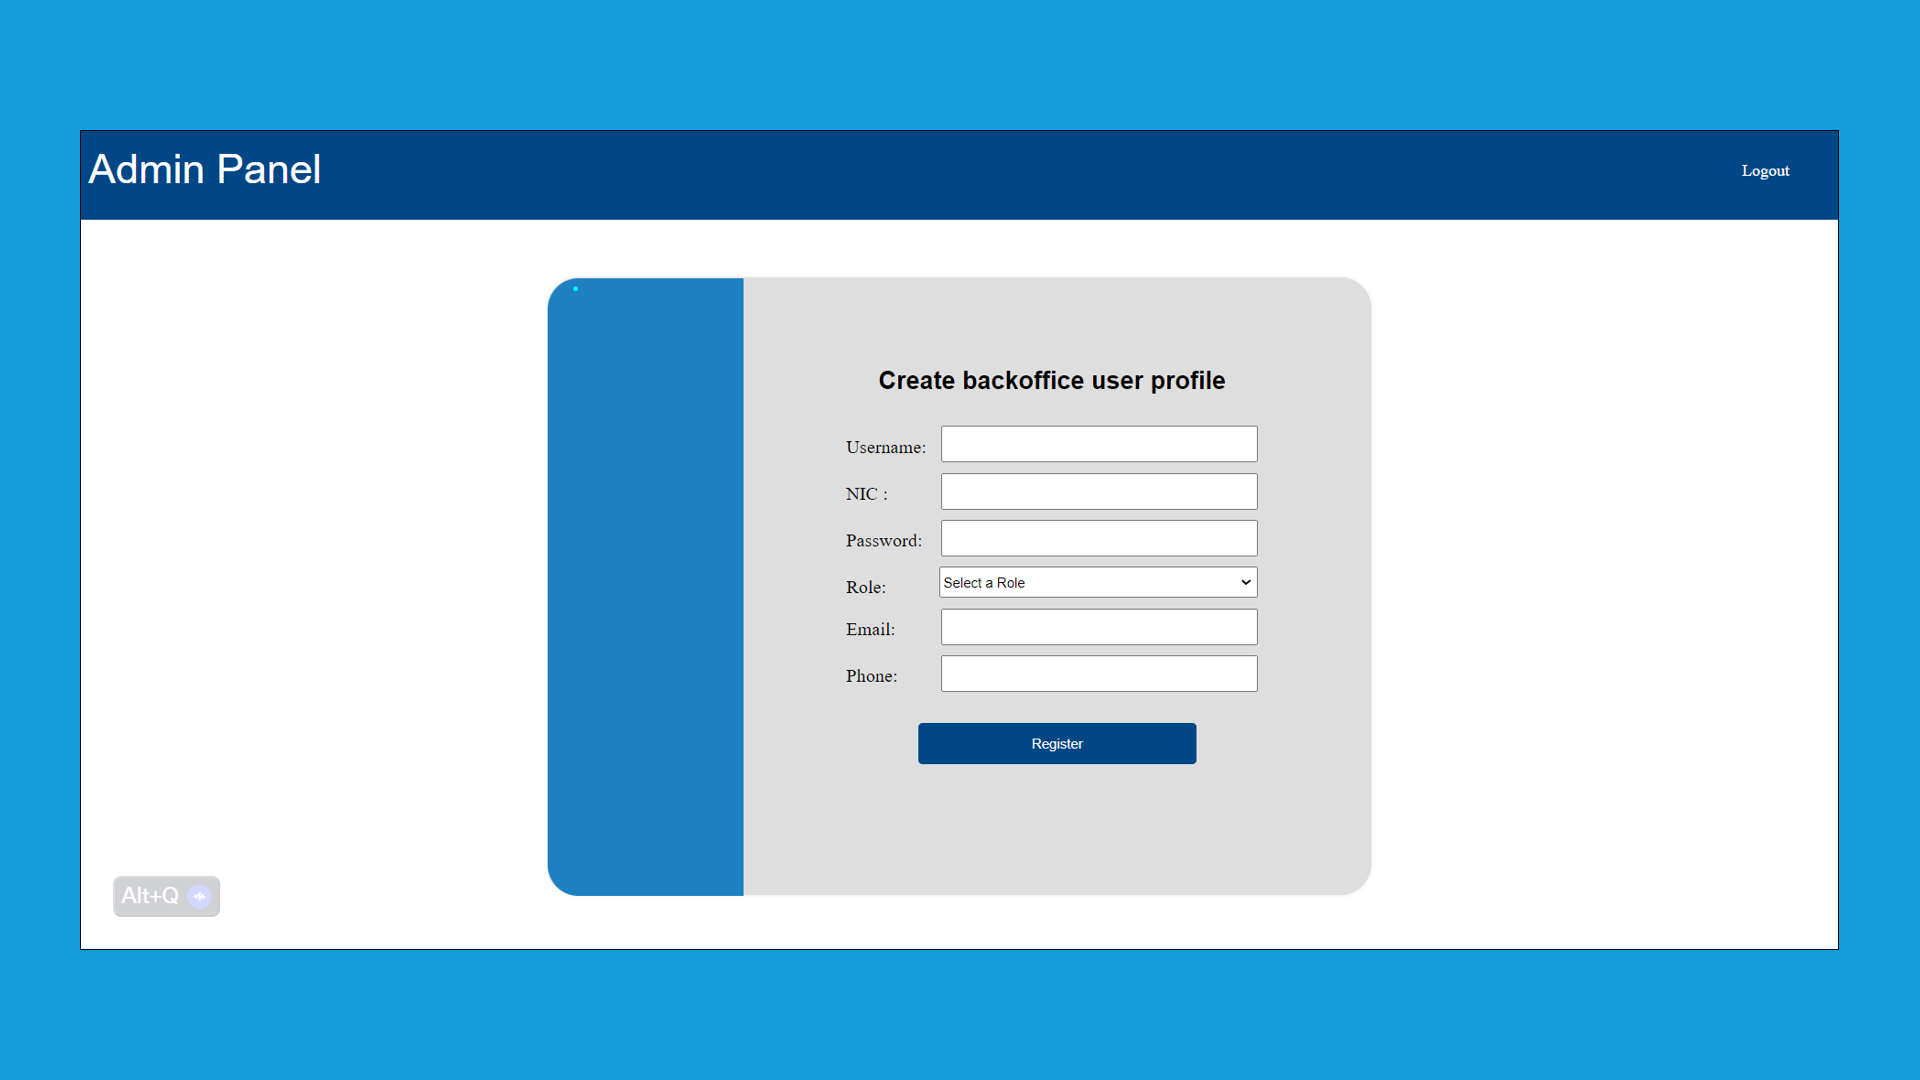 Admin Panel
Logout
Create backoffice user profile
Username:
NIC :
Password:
Role:
Select a Role
Email:
Phone:
Register
Alt+Q